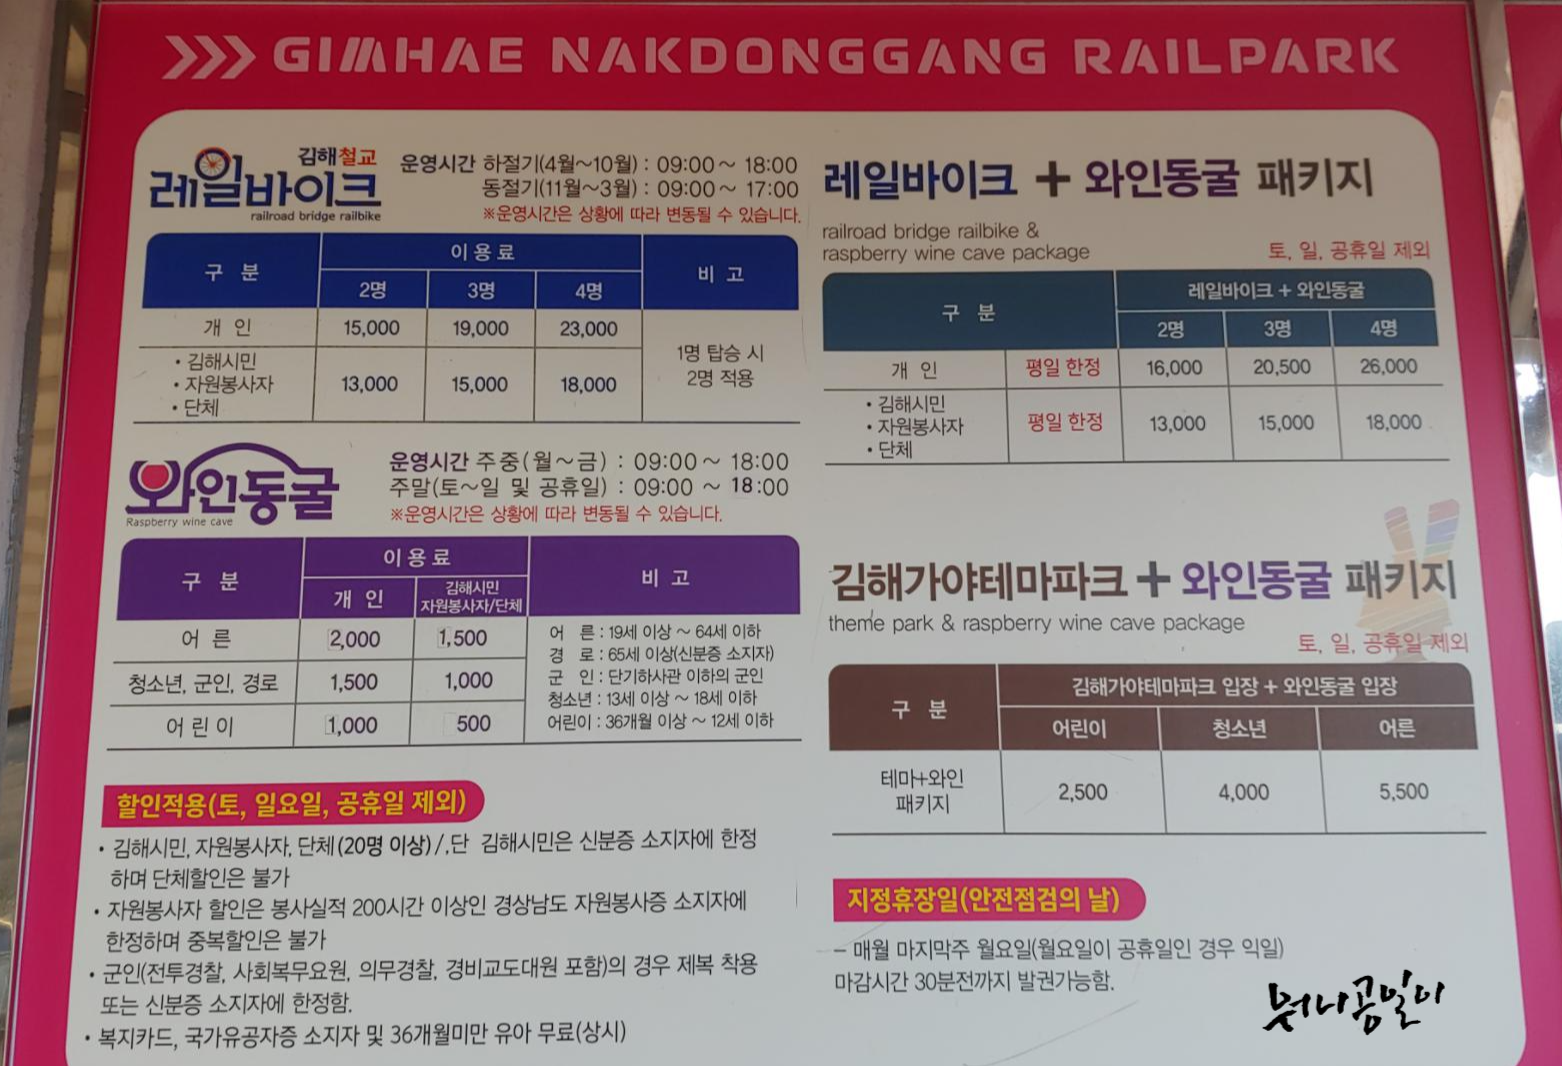 >>> GIMHAE NAKDONGGANG RAILPARK
김해철교
레일바이크
railroad bridge railbike
운영시간 하절기(4월~10월) : 09:00 ~ 18:00
동절기(11월~3월) : 09:00 ~ 17:00
※운영시간은 상황에 따라 변동될 수 있습니다.
구 분 이용료 비 고
2명 3명 4명
개 인 15,000 19,000 23,000
1명 탑승 시
2명 적용
• 김해시민
• 자원봉사자 13,000 15,000 18,000
• 단체
와인동굴
Raspberry wine cave
운영시간 주중(월~금) : 09:00 ~ 18:00
주말(토~일 및 공휴일) : 09:00 ~ 18:00
※운영시간은 상황에 따라 변동될 수 있습니다.
구 분 이용료 비 고
개 인 김해시민
자원봉사자/단체
어 른 2,000 1,500
청소년, 군인, 경로 1,500 1,000
어린이 1,000 500
어 른 : 19세 이상 ~ 64세 이하
경 로 : 65세 이상(신분증 소지자)
군 인 : 단기하사관 이하의 군인
청소년 : 13세 이상 ~ 18세 이하
어린이 : 36개월 이상 ~ 12세 이하
할인적용(토, 일요일, 공휴일 제외)
• 김해시민, 자원봉사자, 단체(20명 이상)/,단 김해시민은 신분증 소지자에 한정
하며 단체할인은 불가
• 자원봉사자 할인은 봉사실적 200시간 이상인 경상남도 자원봉사증 소지자에
한정하며 중복할인은 불가
• 군인(전투경찰, 사회복무요원, 의무경찰, 경비교도대원 포함)의 경우 제복 착용
또는 신분증 소지자에 한정함.
• 복지카드, 국가유공자증 소지자 및 36개월미만 유아 무료(상시)
레일바이크 + 와인동굴 패키지
railroad bridge railbike &
raspberry wine cave package
토, 일, 공휴일 제외
구 분 레일바이크 + 와인동굴
2명 3명 4명
개 인 평일 한정 16,000 20,500 26,000
• 김해시민
• 자원봉사자 평일 한정 13,000 15,000 18,000
• 단체
김해가야테마파크 + 와인동굴 패키지
theme park & raspberry wine cave package
토, 일, 공휴일 제외
구 분 김해가야테마파크 입장 + 와인동굴 입장
어린이 청소년 어른
테마+와인
패키지 2,500 4,000 5,500
지정휴장일(안전점검의 날)
– 매월 마지막주 월요일(월요일이 공휴일인 경우 익일)
마감시간 30분전까지 발권가능함.
뭐니공일이